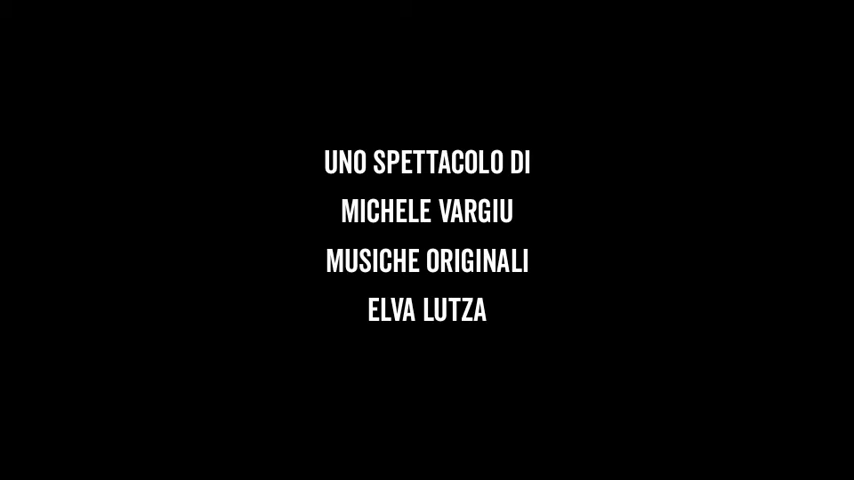 UNO SPETTACOLO DI
MICHELE VARGIU
MUSICHE ORIGINALI
ELVA LUTZA